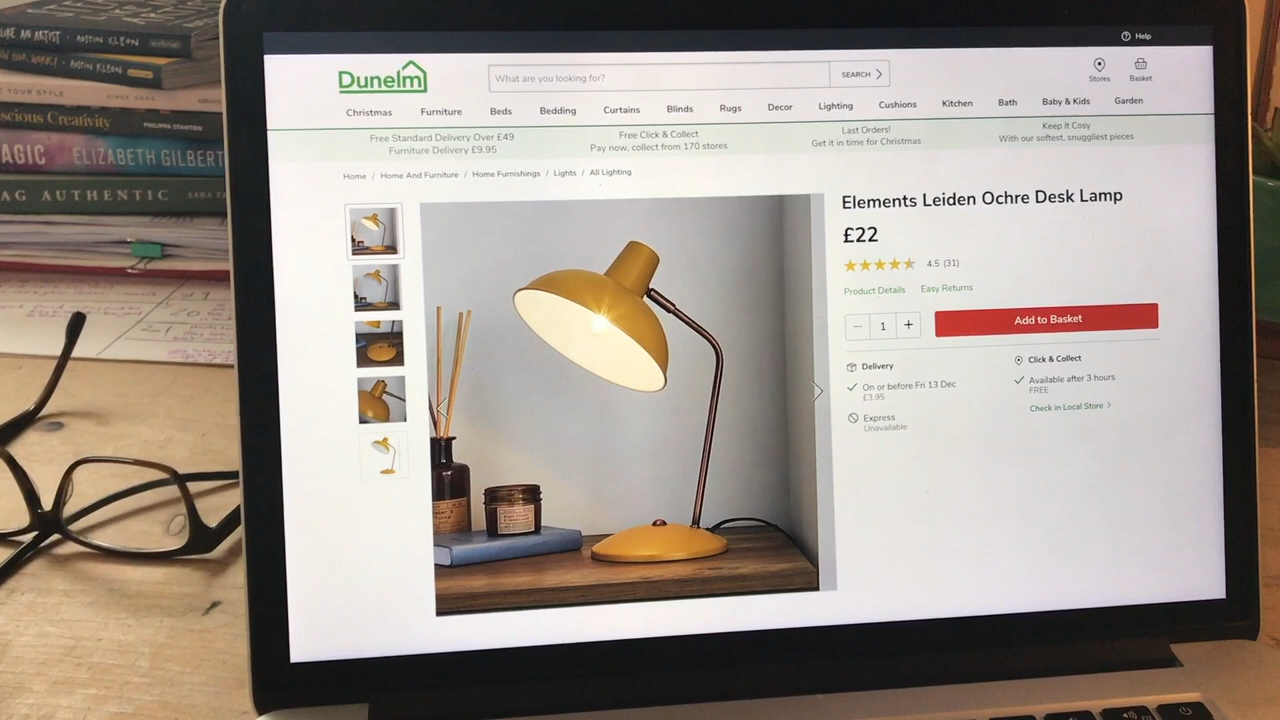 LIKE AN ARTIST • AUSTIN KLEON
YOUR WORK! • AUSTIN KLEON
YOUR STYLE
Creativity PHILIPPA STANTON
AGIC ELIZABETH GILBERT
AG AUTHENTIC SARA TA
Help
Dunelm
What are you looking for?
SEARCH
Stores
Basket
Christmas Furniture Beds Bedding Curtains Blinds Rugs Decor Lighting Cushions Kitchen Bath Baby & Kids Garden
Free Standard Delivery Over £49
Furniture Delivery £9.95
Free Click & Collect
Pay now, collect from 170 stores
Last Orders!
Get it in time for Christmas
Keep It Cosy
With our softest, snuggliest pieces
Home / Home And Furniture / Home Furnishings / Lights / All Lighting
Elements Leiden Ochre Desk Lamp
£22
4.5 (31)
Product Details Easy Returns
1
Add to Basket
Delivery
On or before Fri 13 Dec
£3.95
Express
Unavailable
Click & Collect
Available after 3 hours
FREE
Check in Local Store